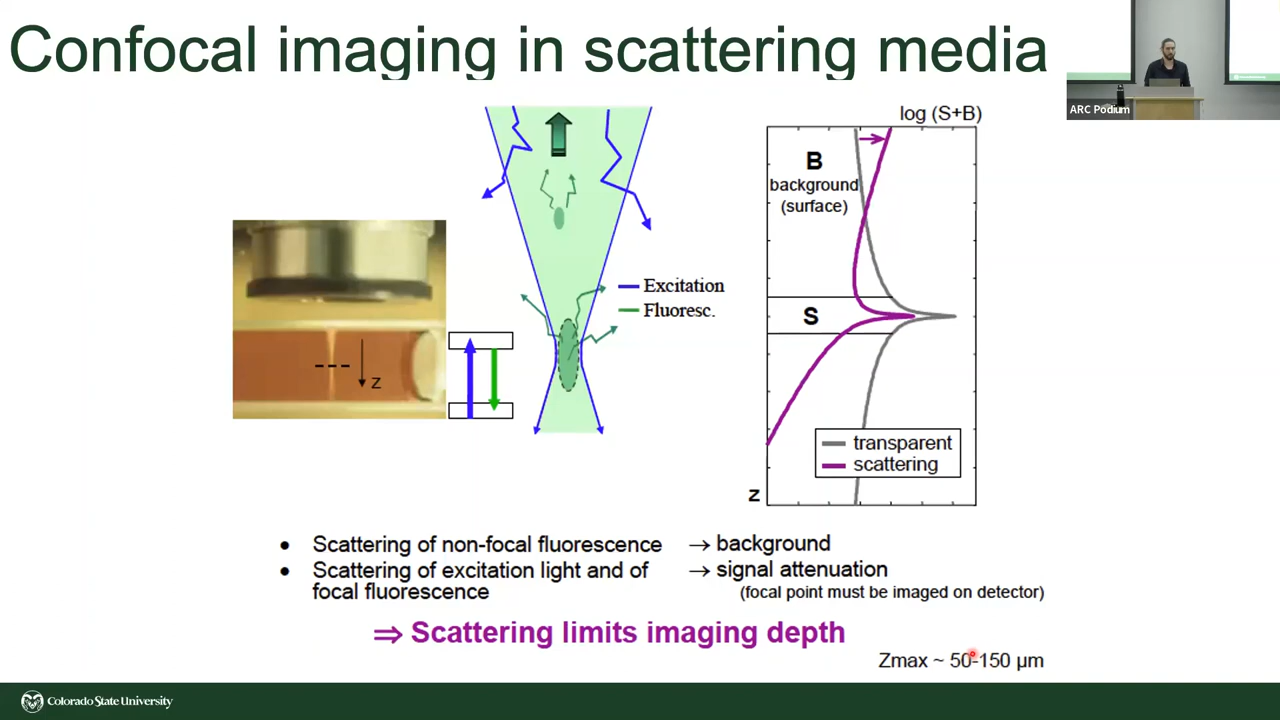 Confocal imaging in scattering media
ARC Podium
log (S+B)
B
background
(surface)
Excitation
Fluoresc.
S
z
transparent
scattering
z
• Scattering of non-focal fluorescence → background
• Scattering of excitation light and of → signal attenuation
focal fluorescence (focal point must be imaged on detector)
⇒ Scattering limits imaging depth
Zmax ~ 50-150 µm
Colorado State University